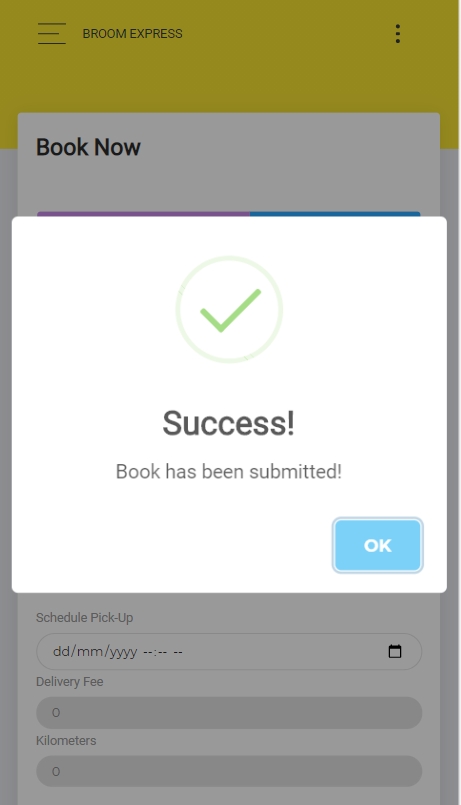 BROOM EXPRESS
Book Now
Success!
Book has been submitted!
OK
Schedule Pick-Up
dd/mm/yyyy --:-- --
Delivery Fee
0
Kilometers
0